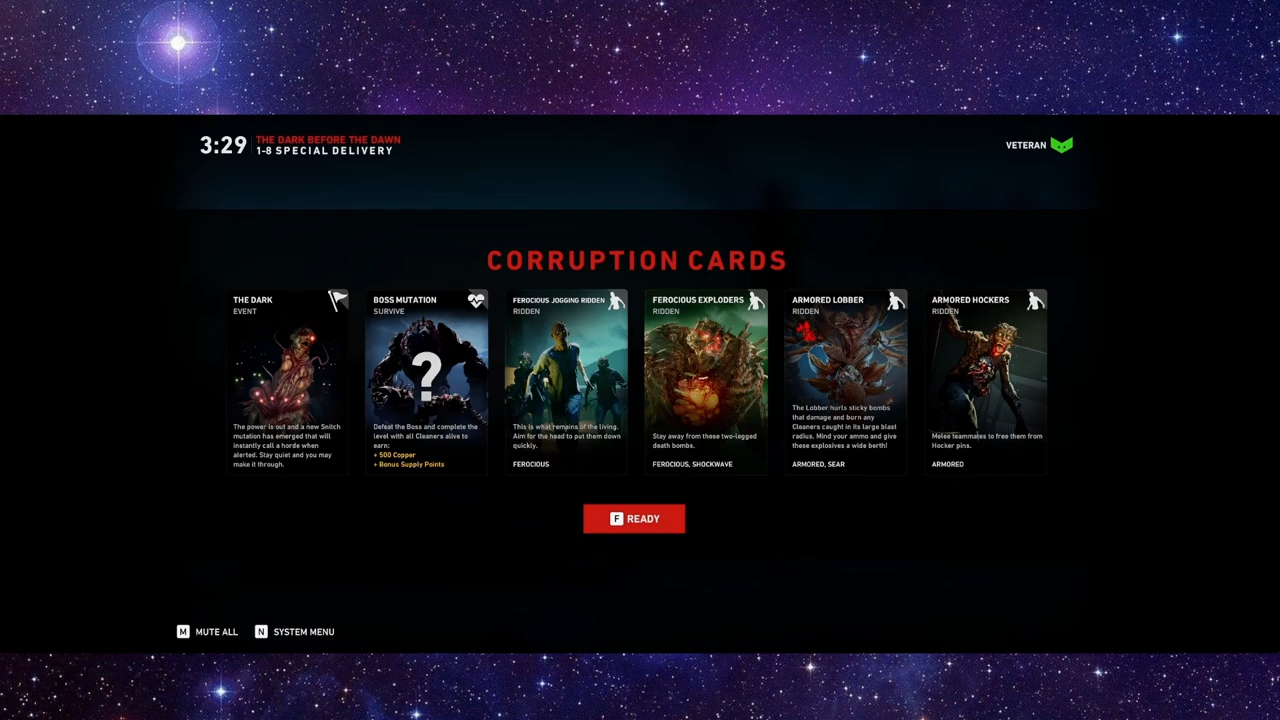 3:29
THE DARK BEFORE THE DAWN
1-8 SPECIAL DELIVERY
VETERAN
CORRUPTION CARDS
THE DARK
EVENT
The power is out and a new Snitch
mutation has emerged that will
instantly call a horde when
alerted. Stay quiet and you may
make it through.
BOSS MUTATION
SURVIVE
?
Defeat the Boss and complete the
level with all Cleaners alive to
earn:
+ 500 Copper
+ Bonus Supply Points
FEROCIOUS JOGGING RIDDEN
RIDDEN
This is what remains of the living.
Aim for the head to put them down
quickly.
FEROCIOUS
FEROCIOUS EXPLODERS
RIDDEN
Stay away from these two-legged
death bombs.
FEROCIOUS, SHOCKWAVE
ARMORED LOBBER
RIDDEN
The Lobber hurls sticky bombs
that damage and burn any
Cleaners caught in its large blast
radius. Mind your ammo and give
these explosives a wide berth!
ARMORED, SEAR
ARMORED HOCKERS
RIDDEN
Melee teammates to free them from
Hocker pins.
ARMORED
F READY
M MUTE ALL
N SYSTEM MENU